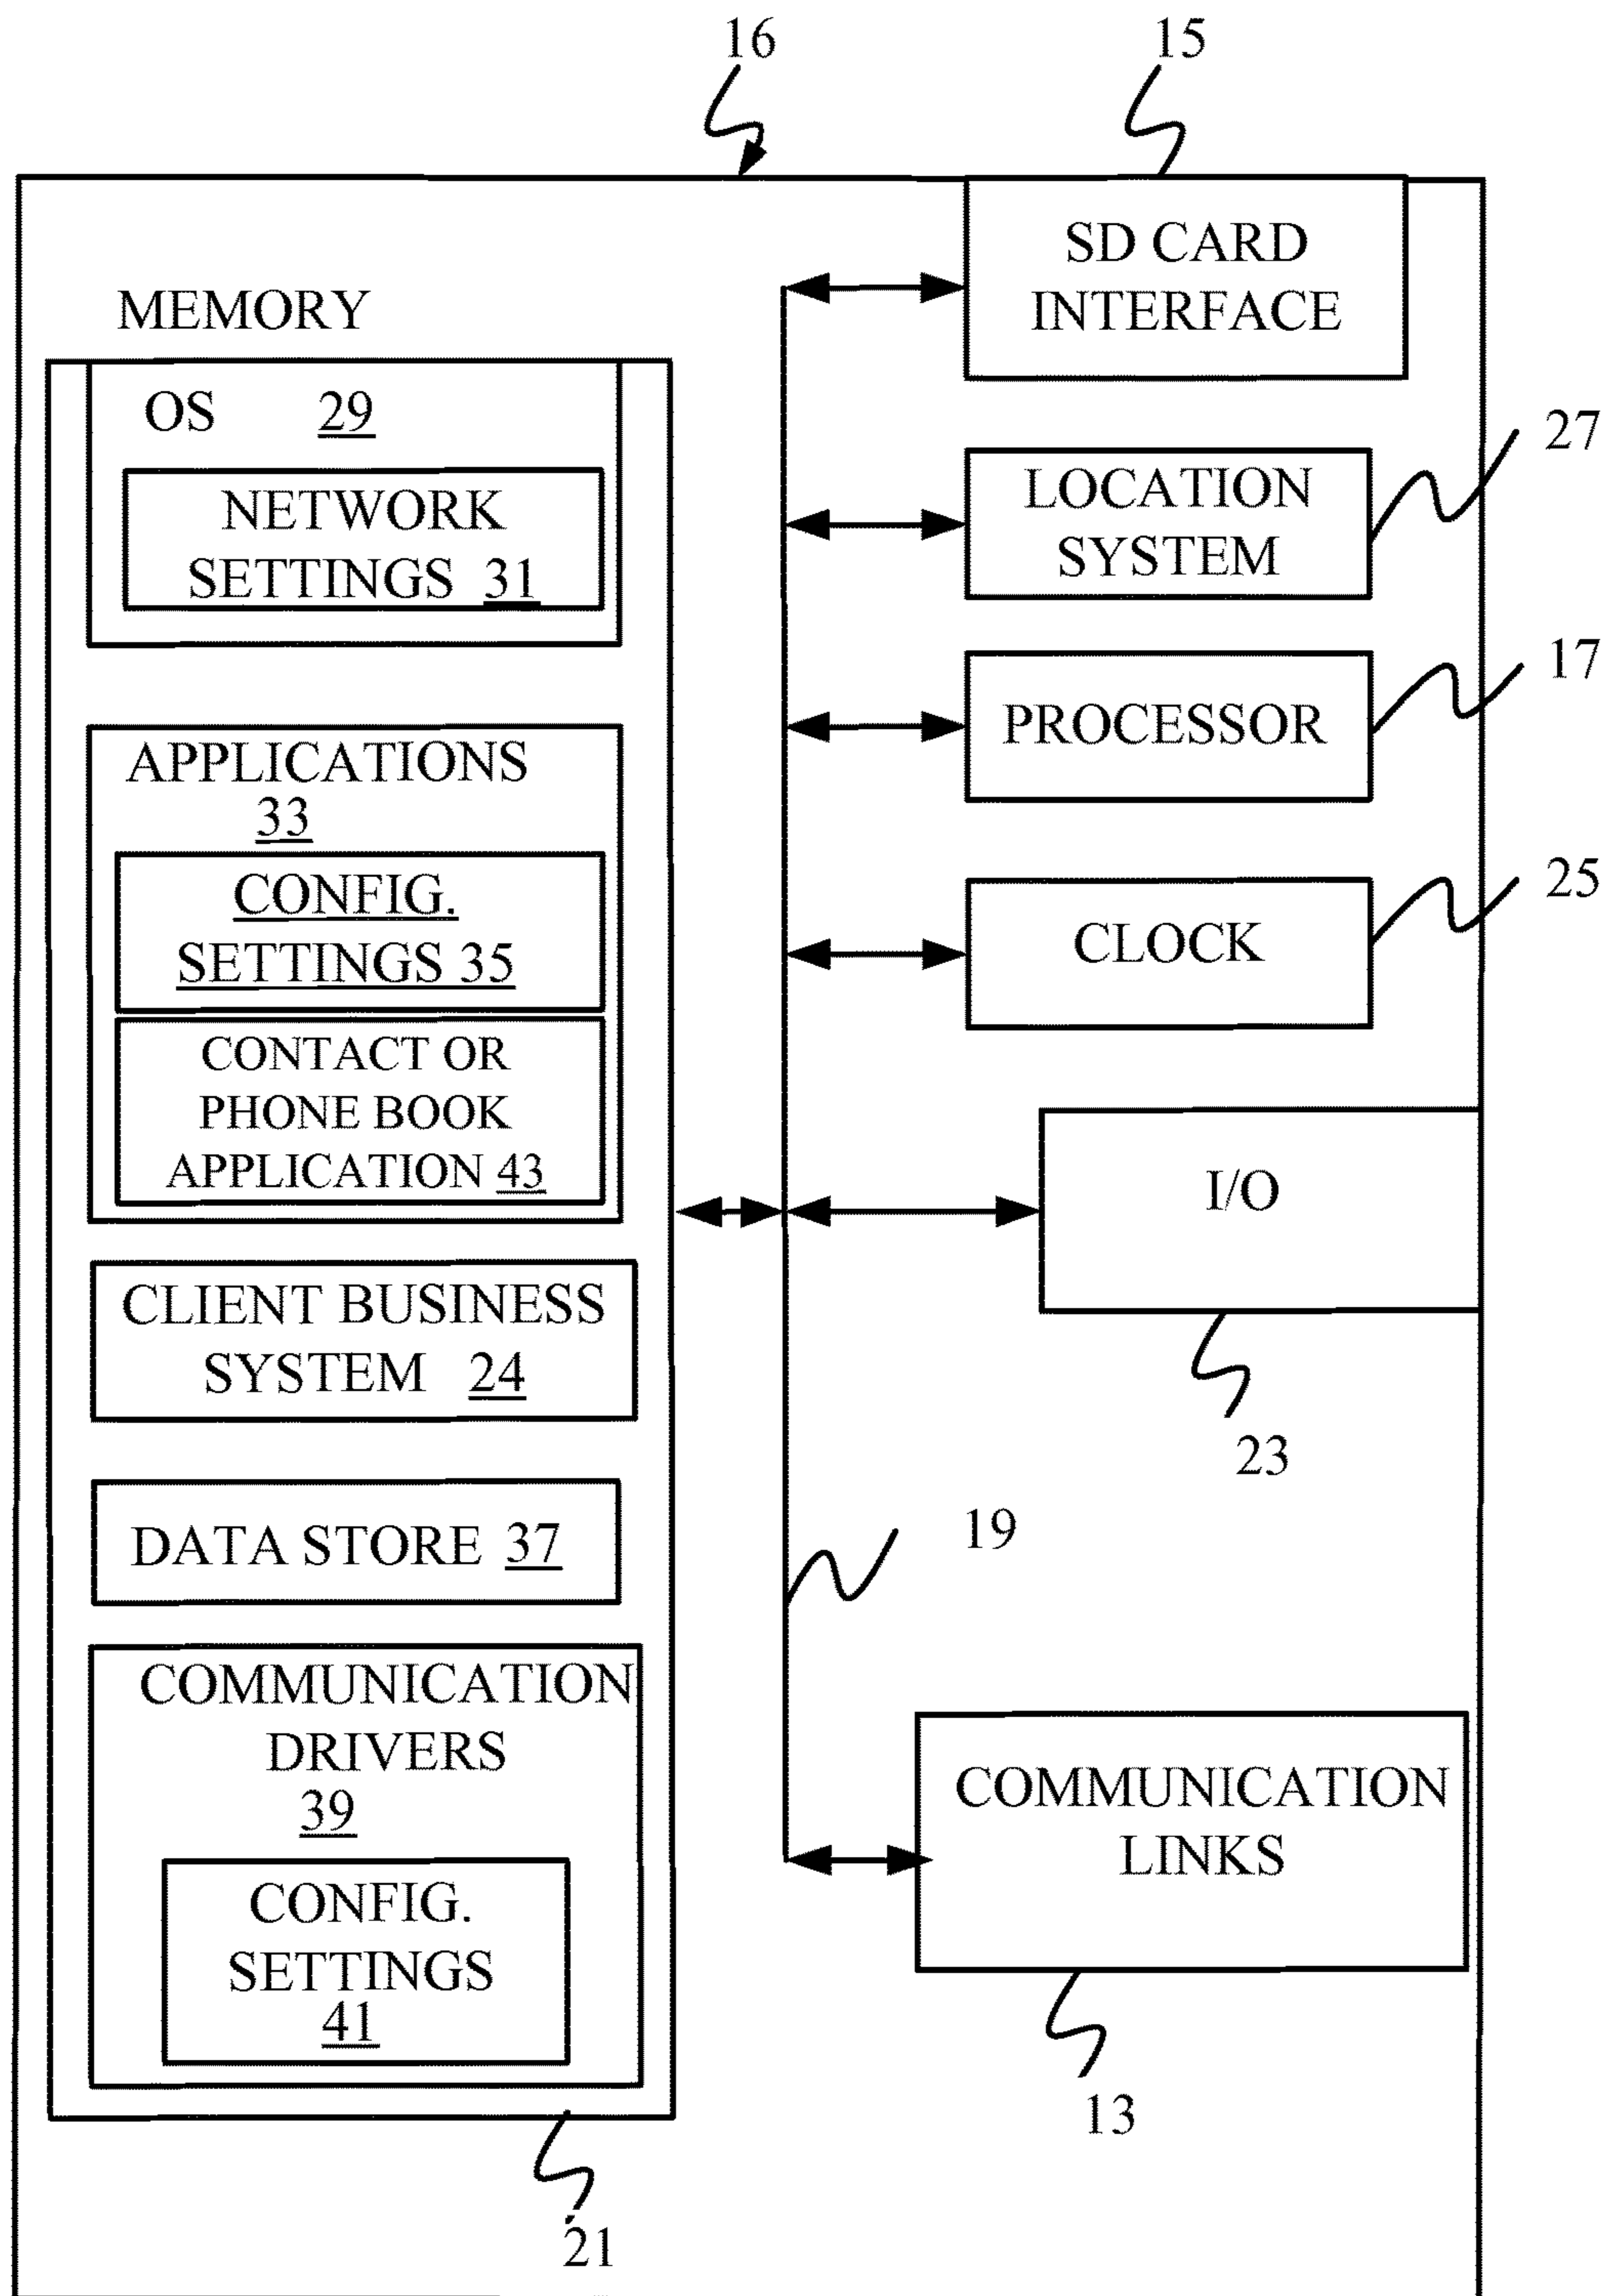 16
15
SD CARD
INTERFACE
MEMORY
OS 29
NETWORK
SETTINGS 31
27
LOCATION
SYSTEM
17
PROCESSOR
APPLICATIONS
33
CONFIG.
SETTINGS 35
25
CLOCK
CONTACT OR
PHONE BOOK
APPLICATION 43
I/O
23
CLIENT BUSINESS
SYSTEM 24
19
DATA STORE 37
COMMUNICATION
DRIVERS
39
CONFIG.
SETTINGS
41
COMMUNICATION
LINKS
13
21